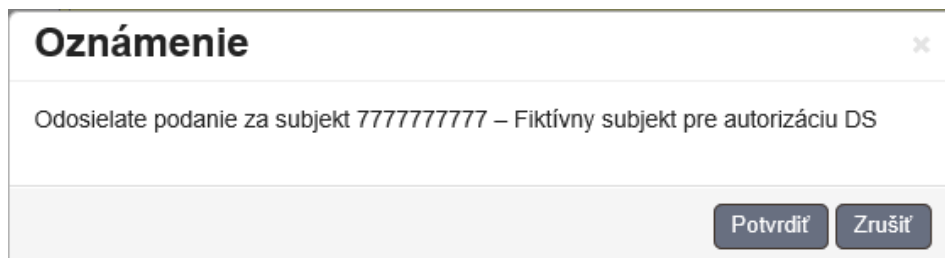 Oznámenie
Odosielate podanie za subjekt 7777777777 – Fiktívny subjekt pre autorizáciu DS
Potvrdiť Zrušiť